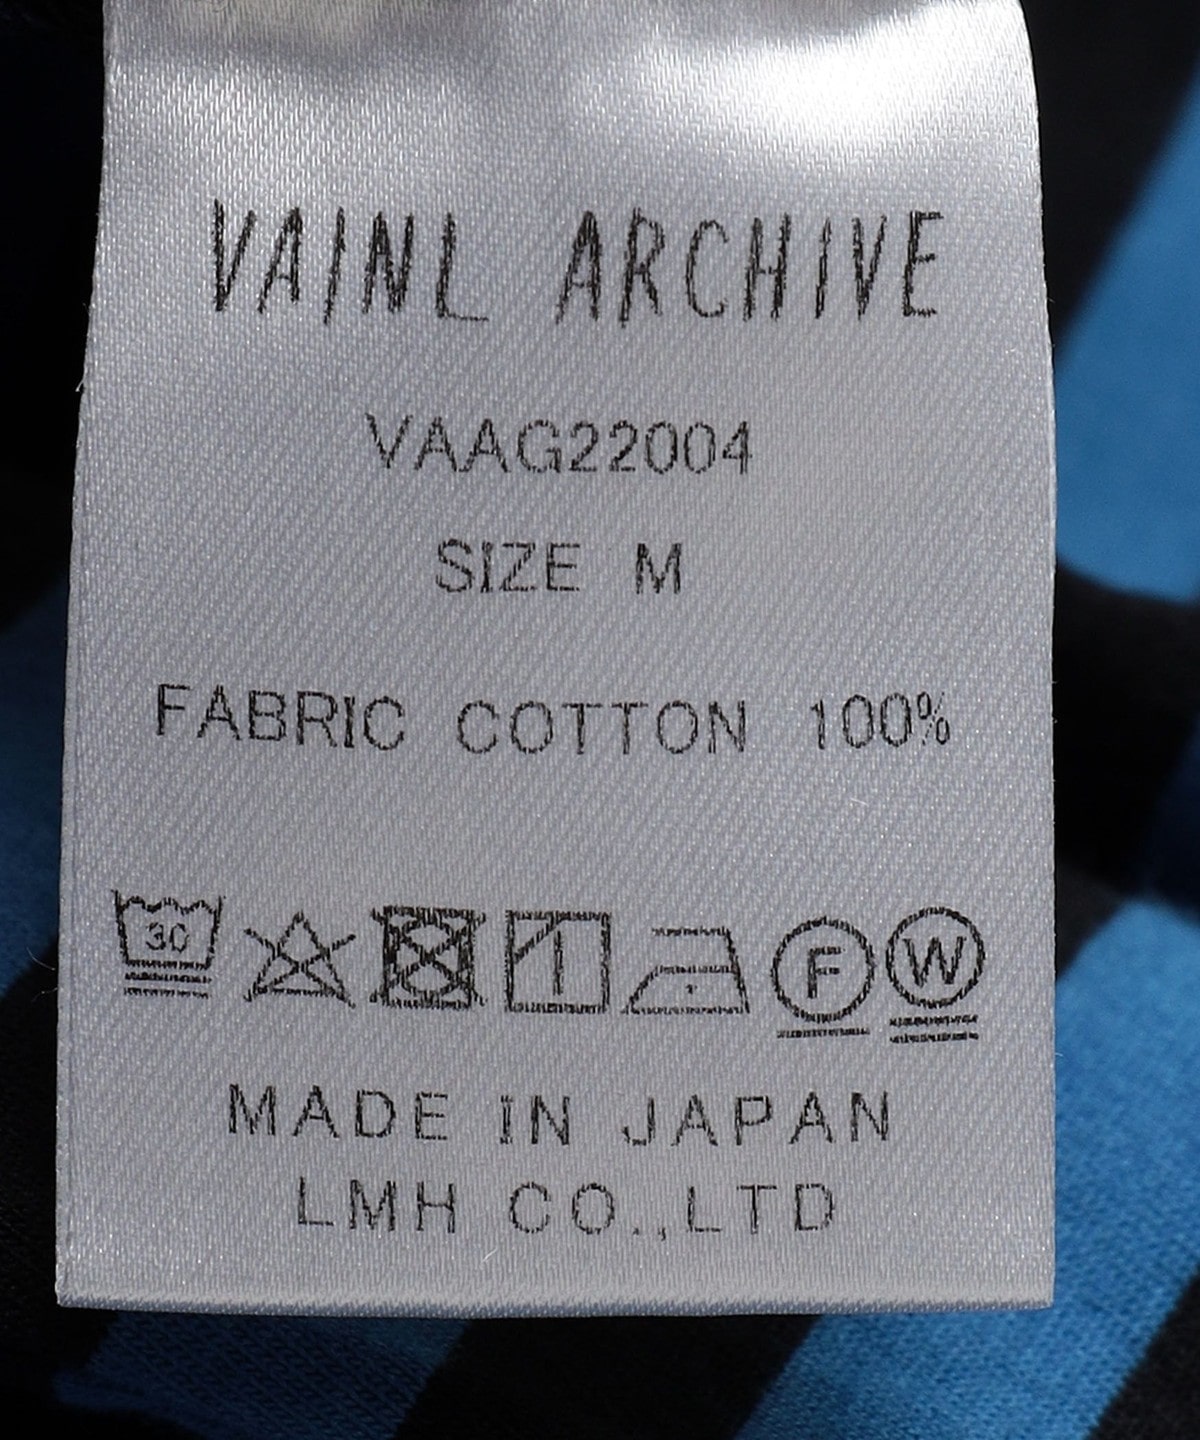 VAINL ARCHIVE
VAAG22004
SIZE M
FABRIC COTTON 100%
30 F W
MADE IN JAPAN
LMH CO.,LTD